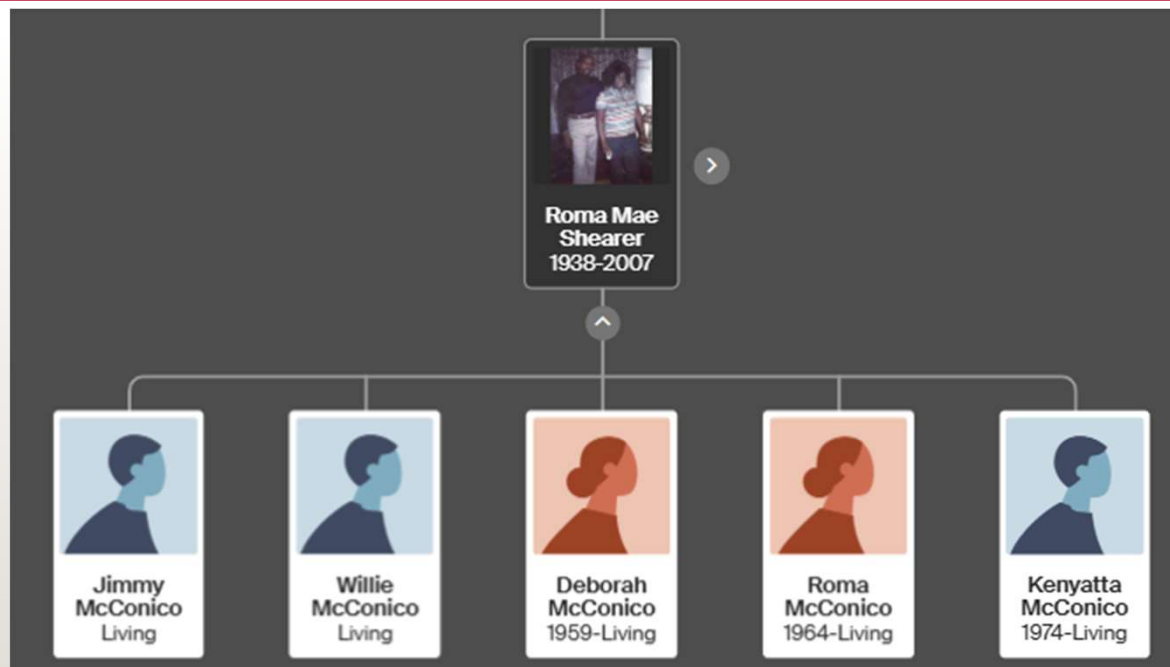 Roma Mae
Shearer
1938-2007
Jimmy
McConico
Living
Willie
McConico
Living
Deborah
McConico
1959-Living
Roma
McConico
1964-Living
Kenyatta
McConico
1974-Living